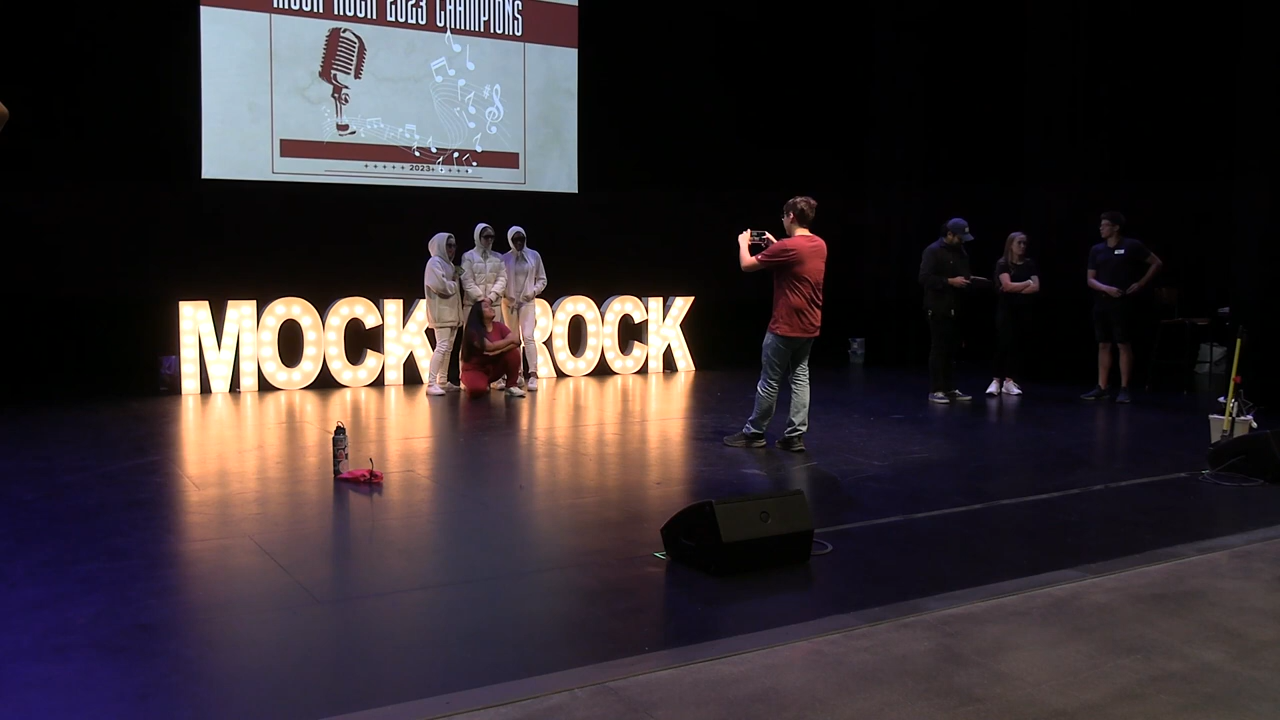 MOCK ROCK 2023 CHAMPIONS
+ + + + + 2023 + + + + +
MOCK ROCK